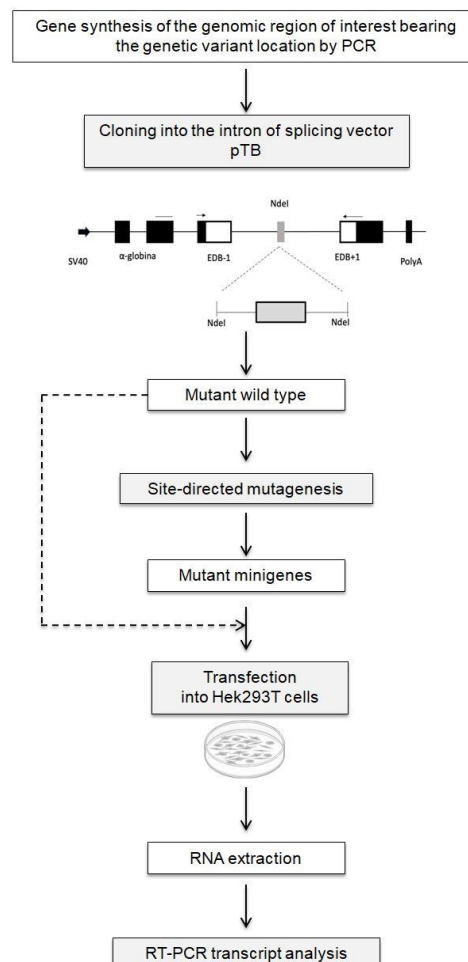 Gene synthesis of the genomic region of interest bearing
the genetic variant location by PCR
Cloning into the intron of splicing vector
pTB
NdeI
SV40
α-globina
EDB-1
EDB+1
PolyA
NdeI
NdeI
Mutant wild type
Site-directed mutagenesis
Mutant minigenes
Transfection
into Hek293T cells
RNA extraction
RT-PCR transcript analysis